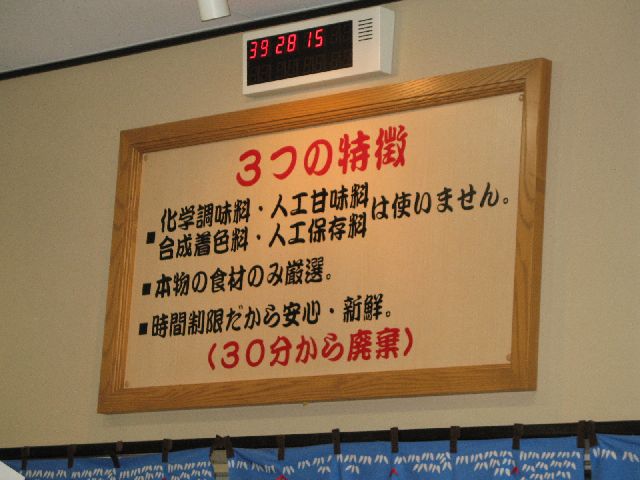 39 28 15
3つの特徴
■化学調味料・人工甘味料
合成着色料・人工保存料は使いません。
■本物の食材のみ厳選。
■時間制限だから安心・新鮮。
(30分から廃棄)